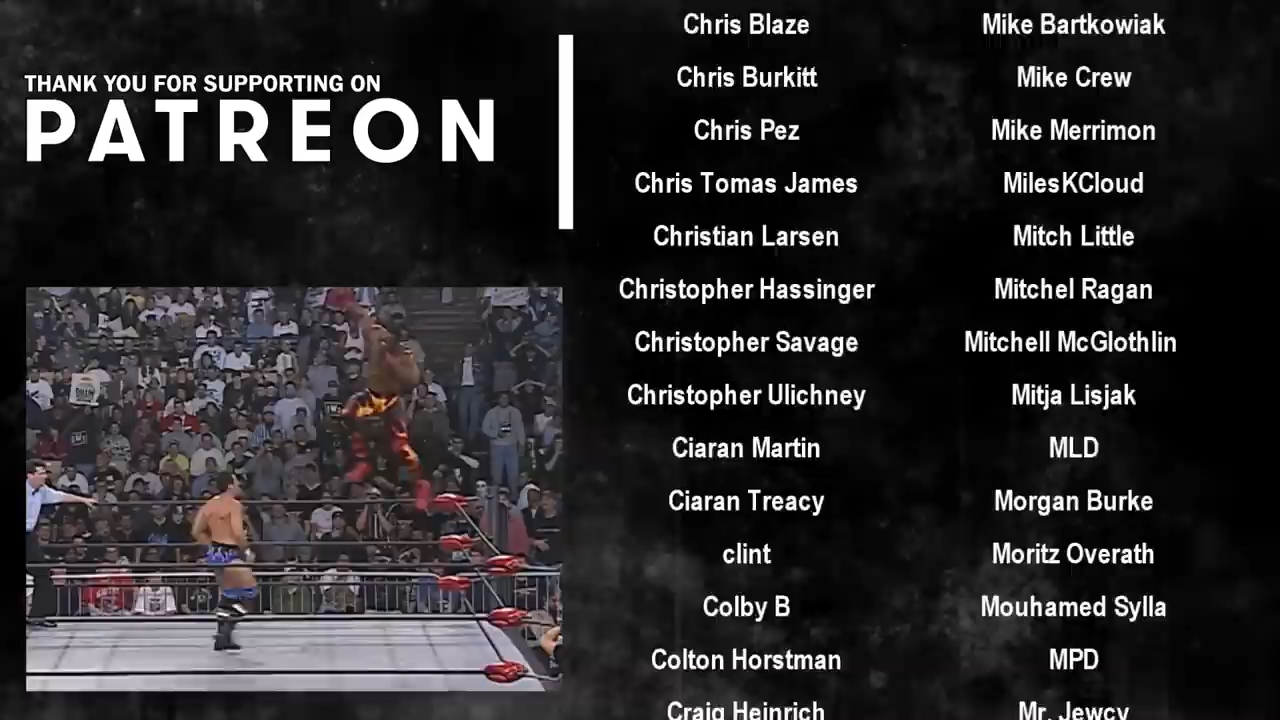 THANK YOU FOR SUPPORTING ON
PATREON
Chris Blaze
Chris Burkitt
Chris Pez
Chris Tomas James
Christian Larsen
Christopher Hassinger
Christopher Savage
Christopher Ulichney
Ciaran Martin
Ciaran Treacy
clint
Colby B
Colton Horstman
Craig Heinrich
Mike Bartkowiak
Mike Crew
Mike Merrimon
MilesKCloud
Mitch Little
Mitchel Ragan
Mitchell McGlothlin
Mitja Lisjak
MLD
Morgan Burke
Moritz Overath
Mouhamed Sylla
MPD
Mr. Jewcy